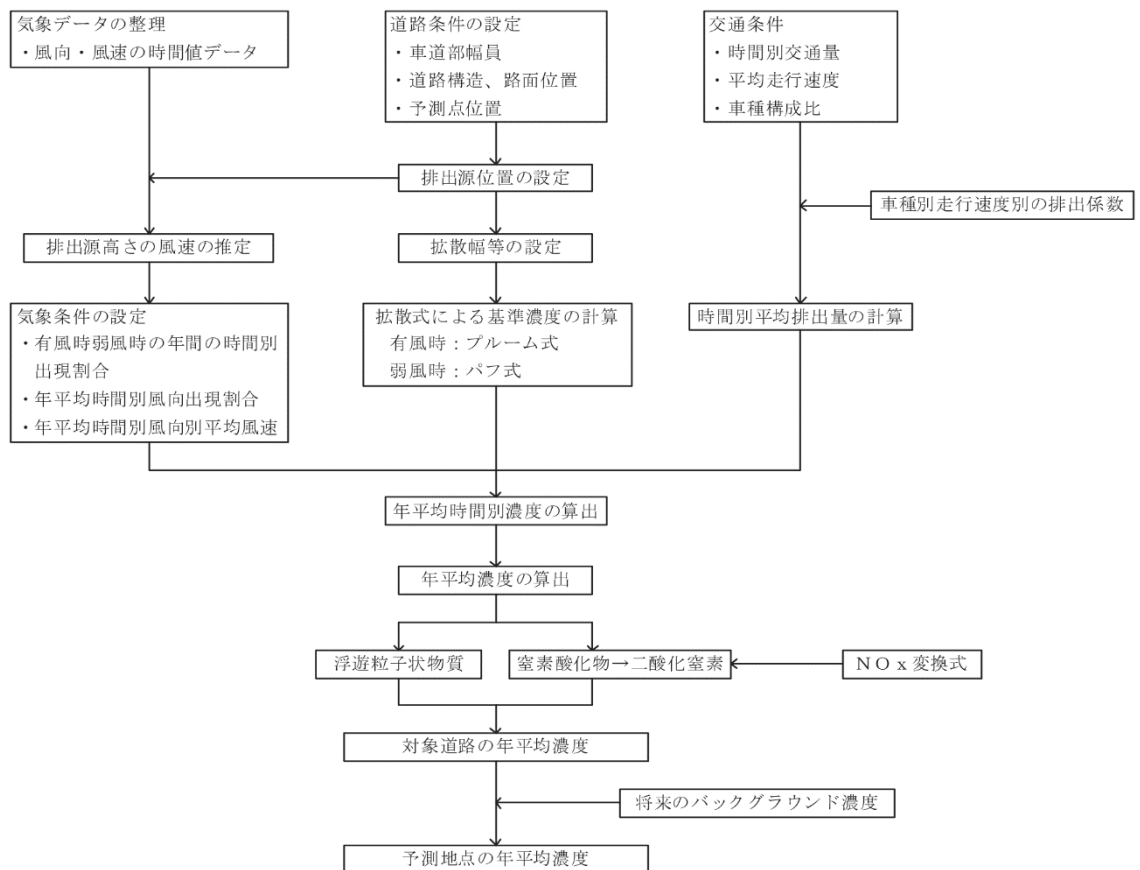 気象データの整理
・風向・風速の時間値データ
道路条件の設定
・車道部幅員
・道路構造、路面位置
・予測点位置
交通条件
・時間別交通量
・平均走行速度
・車種構成比
排出源位置の設定
車種別走行速度別の排出係数
排出源高さの風速の推定
拡散幅等の設定
気象条件の設定
・有風時弱風時の年間の時間別
出現割合
・年平均時間別風向出現割合
・年平均時間別風向別平均風速
拡散式による基準濃度の計算
有風時：プルーム式
弱風時：パフ式
時間別平均排出量の計算
年平均時間別濃度の算出
年平均濃度の算出
浮遊粒子状物質
窒素酸化物→二酸化窒素
ＮＯｘ変換式
対象道路の年平均濃度
将来のバックグラウンド濃度
予測地点の年平均濃度